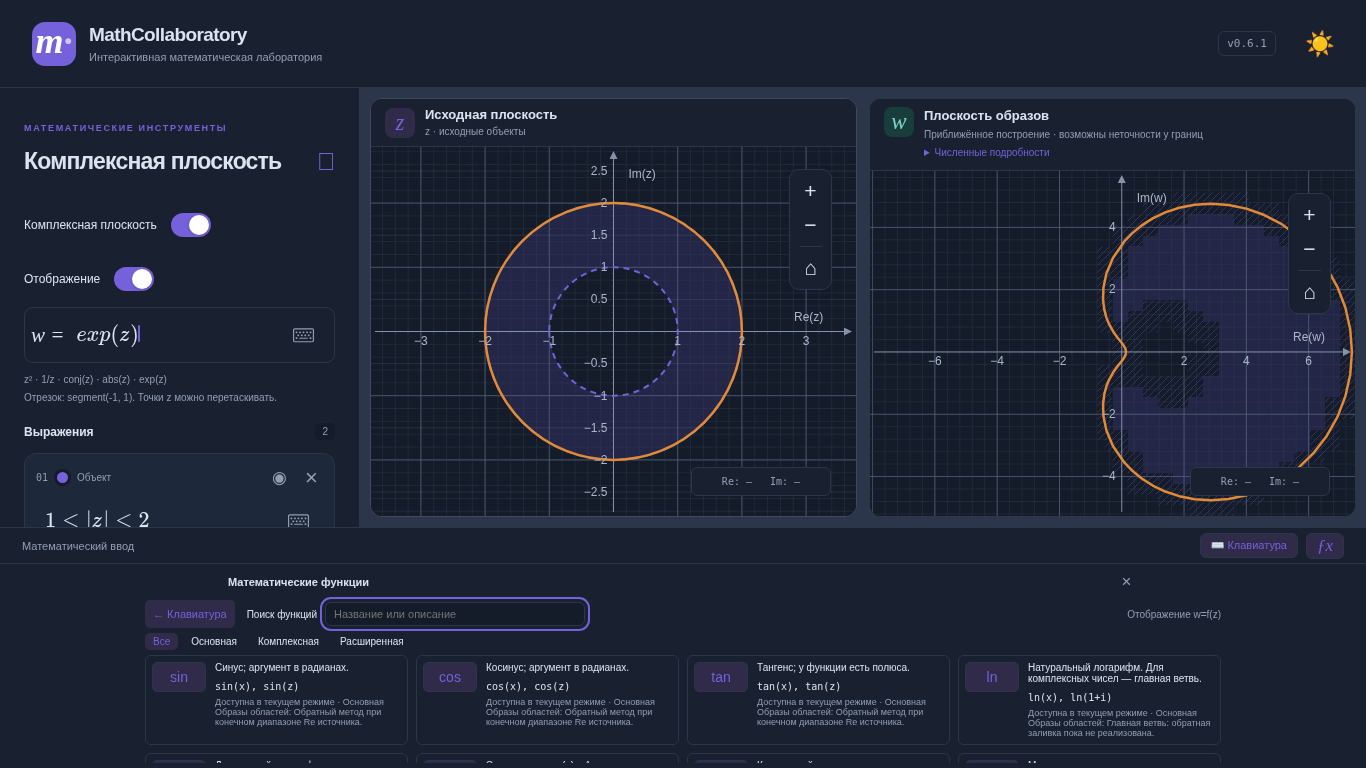 m·
MathCollaboratory
Интерактивная математическая лаборатория
v0.6.1
МАТЕМАТИЧЕСКИЕ ИНСТРУМЕНТЫ
Комплексная плоскость
Комплексная плоскость
Отображение
w = exp(z)
z² · 1/z · conj(z) · abs(z) · exp(z)
Отрезок: segment(-1, 1). Точки z можно перетаскивать.
Выражения
2
01 Объект
1 < |z| < 2
z
Исходная плоскость
z · исходные объекты
Im(z)
2.5
2
1.5
1
0.5
−0.5
−1
−1.5
−2
−2.5
−3
−2
−1
1
2
3
Re(z)
+
−
Re: — Im: —
w
Плоскость образов
Приближённое построение · возможны неточности у границ
▸ Численные подробности
Im(w)
4
2
−2
−4
−6
−4
−2
2
4
6
Re(w)
+
−
Re: — Im: —
Математический ввод
Клавиатура
ƒx
Математические функции
✕
← Клавиатура
Поиск функций
Название или описание
Отображение w=f(z)
Все
Основная
Комплексная
Расширенная
sin
Синус; аргумент в радианах.
sin(x), sin(z)
Доступна в текущем режиме · Основная
Образы областей: Обратный метод при
конечном диапазоне Re источника.
cos
Косинус; аргумент в радианах.
cos(x), cos(z)
Доступна в текущем режиме · Основная
Образы областей: Обратный метод при
конечном диапазоне Re источника.
tan
Тангенс; у функции есть полюса.
tan(x), tan(z)
Доступна в текущем режиме · Основная
Образы областей: Обратный метод при
конечном диапазоне Re источника.
ln
Натуральный логарифм. Для
комплексных чисел — главная ветвь.
ln(x), ln(1+i)
Доступна в текущем режиме · Основная
Образы областей: Главная ветвь: обратная
заливка пока не реализована.